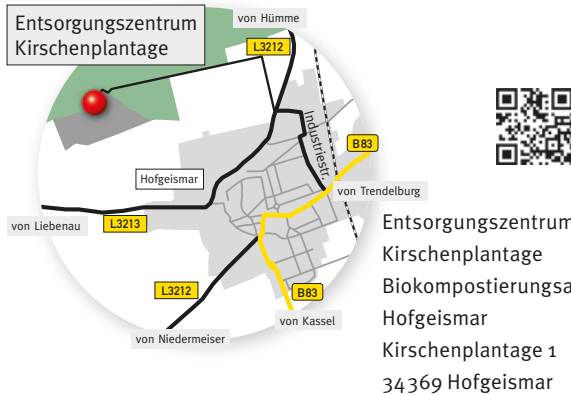 Entsorgungszentrum
Kirschenplantage
von Hümme
L3212
Industriestr.
B83
Hofgeismar
von Trendelburg
von Liebenau
L3213
L3212
B83
von Kassel
von Niedermeiser
Entsorgungszentrum
Kirschenplantage
Biokompostierungsa
Hofgeismar
Kirschenplantage 1
34369 Hofgeismar